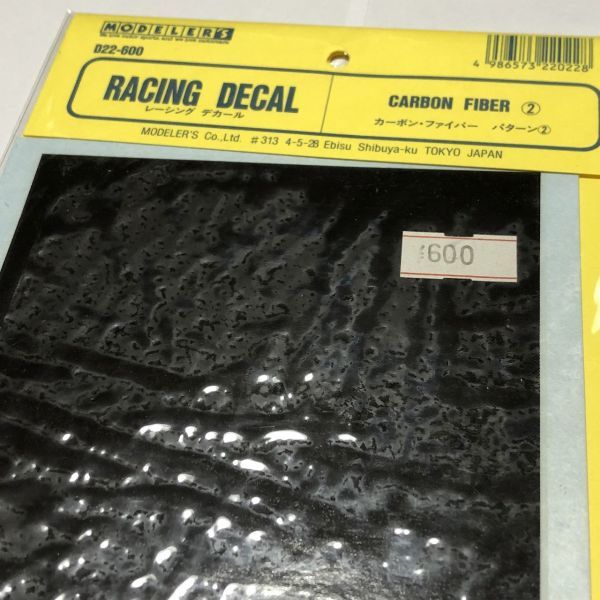 MODELER'S
D22-600
RACING DECAL
レーシング デカール
CARBON FIBER ②
カーボン・ファイバー パターン②
4 986573 220228
MODELER'S Co.,Ltd. #313 4-5-28 Ebisu Shibuya-ku TOKYO JAPAN
¥600